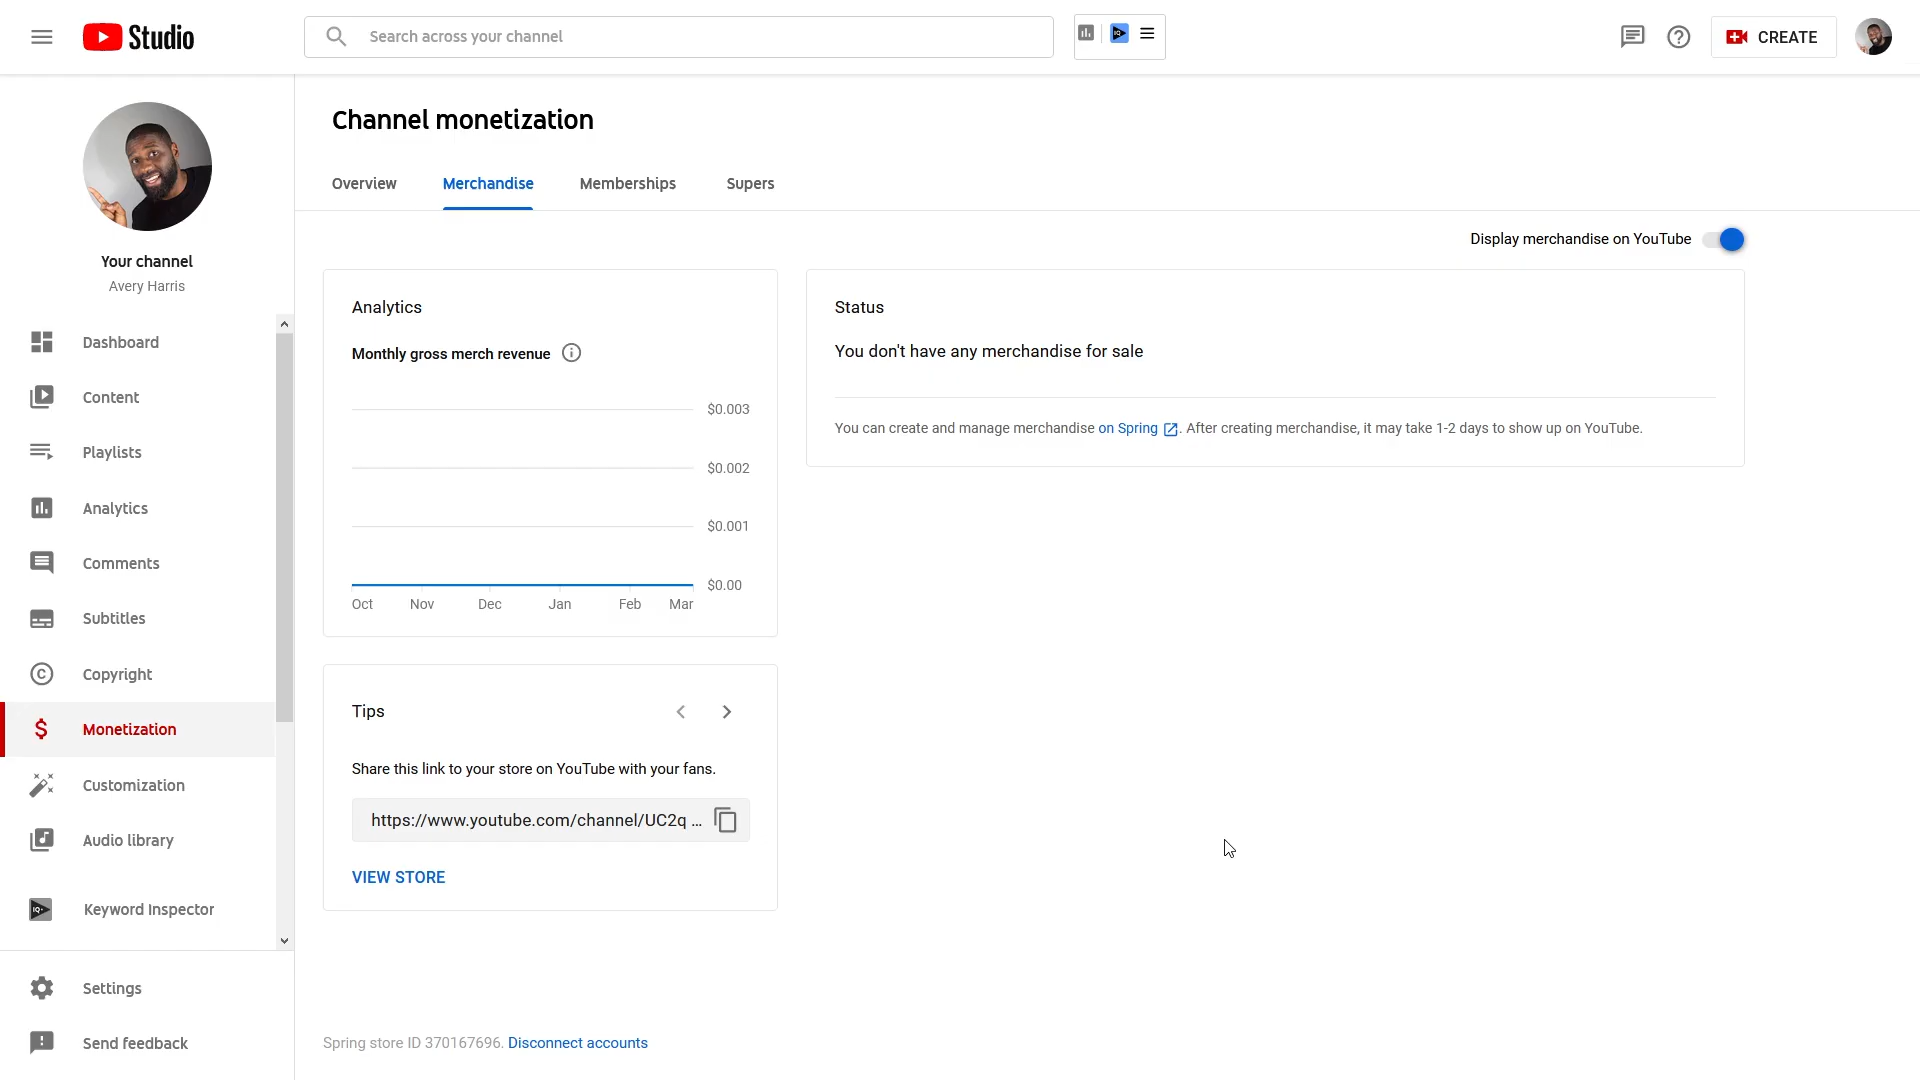 Studio
Search across your channel
CREATE
Your channel
Avery Harris
Dashboard
Content
Playlists
Analytics
Comments
Subtitles
Copyright
Monetization
Customization
Audio library
Keyword Inspector
Settings
Send feedback
Channel monetization
Overview
Merchandise
Memberships
Supers
Display merchandise on YouTube
Analytics
Monthly gross merch revenue
$0.003
$0.002
$0.001
$0.00
Oct Nov Dec Jan Feb Mar
Tips
Share this link to your store on YouTube with your fans.
https://www.youtube.com/channel/UC2q ...
VIEW STORE
Status
You don't have any merchandise for sale
You can create and manage merchandise on Spring . After creating merchandise, it may take 1-2 days to show up on YouTube.
Spring store ID 370167696. Disconnect accounts